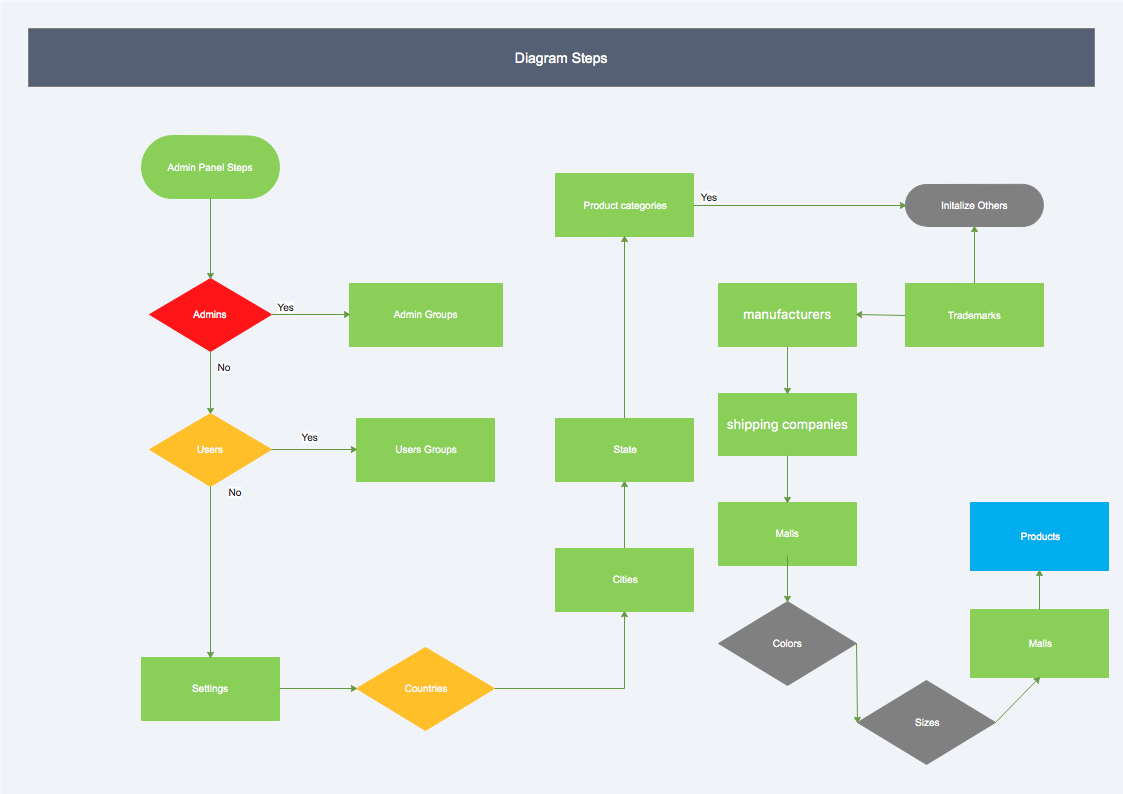 Diagram Steps
Admin Panel Steps
Admins
Yes
Admin Groups
No
Users
Yes
Users Groups
No
Settings
Countries
Cities
State
Product categories
Yes
Initalize Others
Trademarks
manufacturers
shipping companies
Malls
Colors
Sizes
Malls
Products